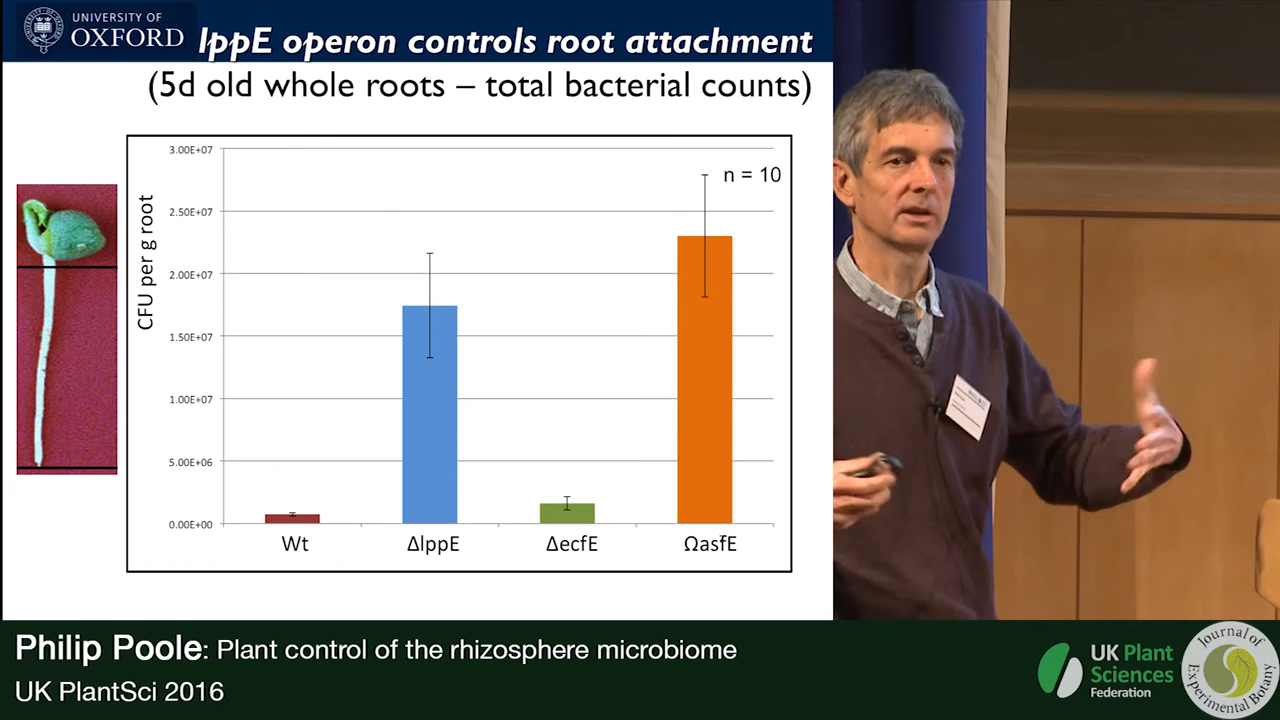 UNIVERSITY OF
OXFORD
lppE operon controls root attachment
(5d old whole roots – total bacterial counts)
3.00E+07
n = 10
2.50E+07
2.00E+07
1.50E+07
1.00E+07
5.00E+06
0.00E+00
CFU per g root
Wt
ΔlppE
ΔecfE
ΩasfE
Philip Poole: Plant control of the rhizosphere microbiome
UK PlantSci 2016
UK Plant
Sciences
Federation
Journal of
Experimental Botany